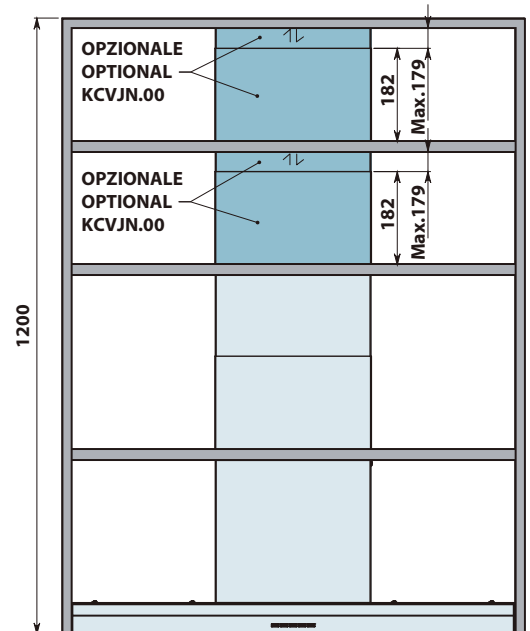 OPZIONALE
OPTIONAL
KCVJN.00
182
Max.179
OPZIONALE
OPTIONAL
KCVJN.00
182
Max.179
1200